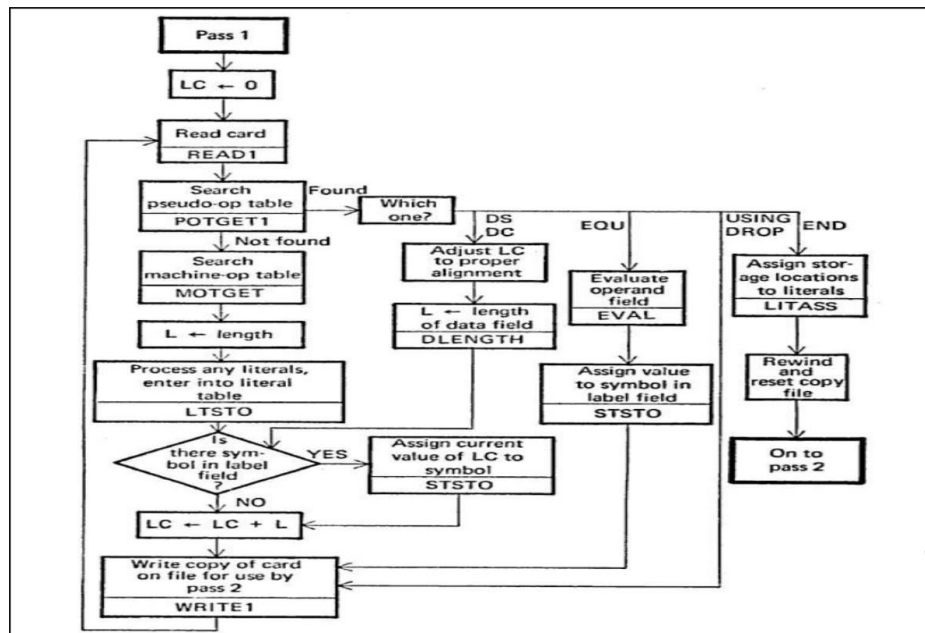 Pass 1
LC ← 0
Read card
READ1
Search
pseudo-op table
POTGET1
Found
Not found
Which
one?
DS
DC
EQU
USING
DROP
END
Search
machine-op table
MOTGET
L ← length
Process any literals,
enter into literal
table
LTSTO
Adjust LC
to proper
alignment
L ← length
of data field
DLENGTH
Evaluate
operand
field
EVAL
Assign value
to symbol in
label field
STSTO
Assign stor-
age locations
to literals
LITASS
Rewind
and
reset copy
file
On to
pass 2
Is
there sym-
bol in label
field
?
YES
NO
Assign current
value of LC to
symbol
STSTO
LC ← LC + L
Write copy of card
on file for use by
pass 2
WRITE1